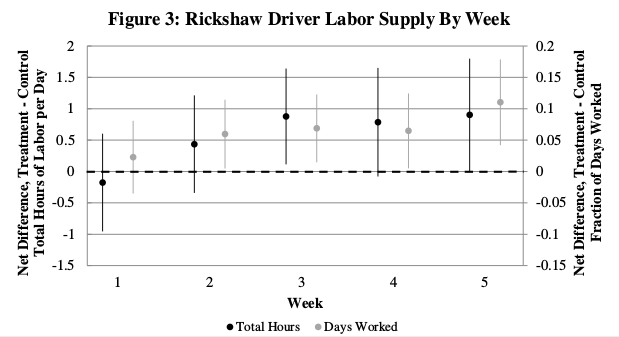 Figure 3: Rickshaw Driver Labor Supply By Week
Net Difference, Treatment - Control
Total Hours of Labor per Day
2
1.5
1
0.5
0
-0.5
-1
-1.5
0.2
0.15
0.1
0.05
0
-0.05
-0.1
-0.15
Net Difference, Treatment - Control
Fraction of Days Worked
1 2 3 4 5
Week
Total Hours Days Worked